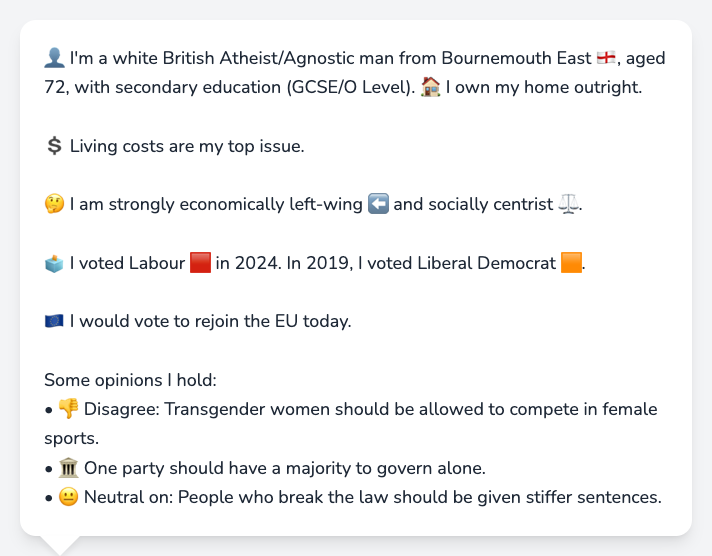 👤 I'm a white British Atheist/Agnostic man from Bournemouth East 🏴󠁧󠁢󠁥󠁮󠁧󠁿, aged
72, with secondary education (GCSE/O Level). 🏠 I own my home outright.
💲 Living costs are my top issue.
🤔 I am strongly economically left-wing ⬅️ and socially centrist ⚖️.
🗳️ I voted Labour 🟥 in 2024. In 2019, I voted Liberal Democrat 🟧.
🇪🇺 I would vote to rejoin the EU today.
Some opinions I hold:
• 👎 Disagree: Transgender women should be allowed to compete in female
sports.
• 🏛️ One party should have a majority to govern alone.
• 😐 Neutral on: People who break the law should be given stiffer sentences.